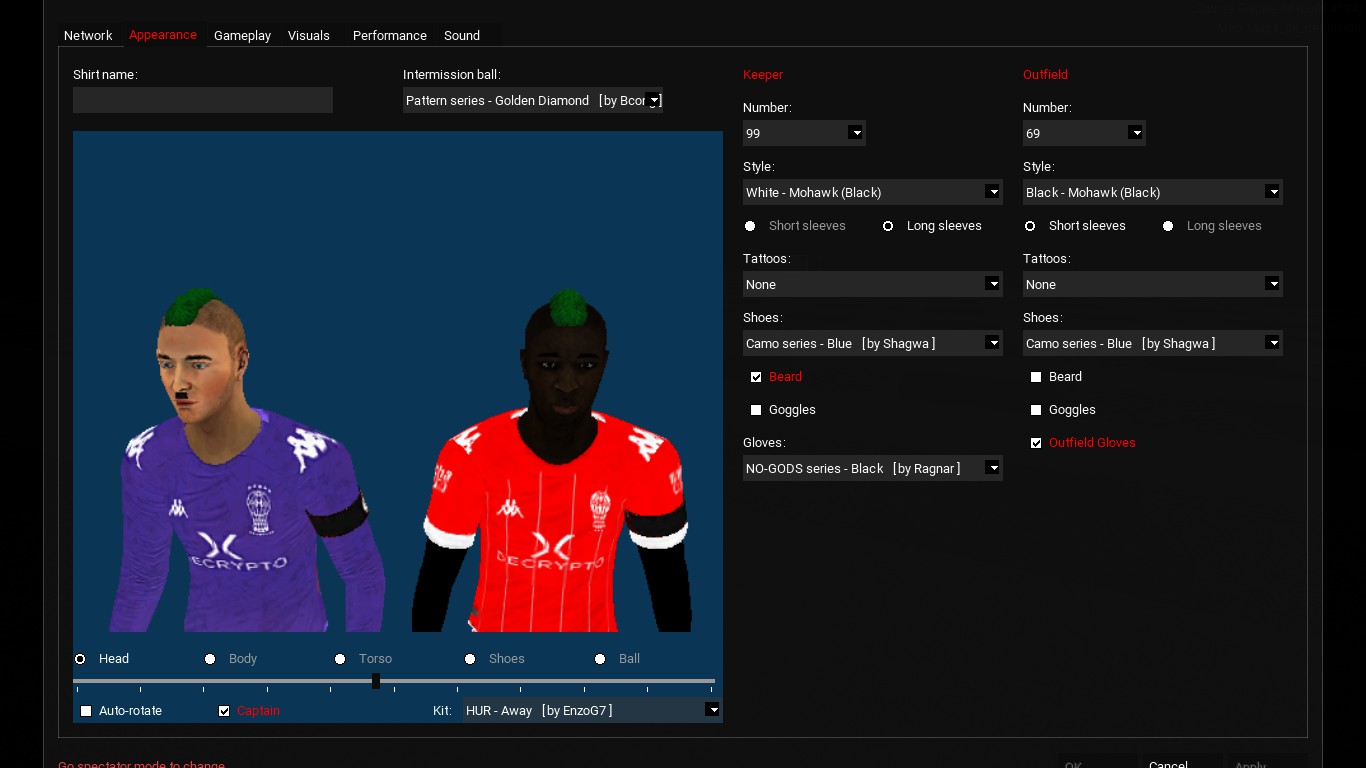 Network Appearance Gameplay Visuals Performance Sound
Shirt name:
Intermission ball:
Pattern series - Golden Diamond [by Bcon
Keeper
Number:
99
Style:
White - Mohawk (Black)
Short sleeves Long sleeves
Tattoos:
None
Shoes:
Camo series - Blue [by Shagwa]
Beard
Goggles
Gloves:
NO-GODS series - Black [by Ragnar]
Outfield
Number:
69
Style:
Black - Mohawk (Black)
Short sleeves Long sleeves
Tattoos:
None
Shoes:
Camo series - Blue [by Shagwa]
Beard
Goggles
Outfield Gloves
DECRYPTO
DECRYPTO
Head Body Torso Shoes Ball
Auto-rotate Captain Kit: HUR - Away [by EnzoG7]
Go spectator mode to change
OK Cancel Apply